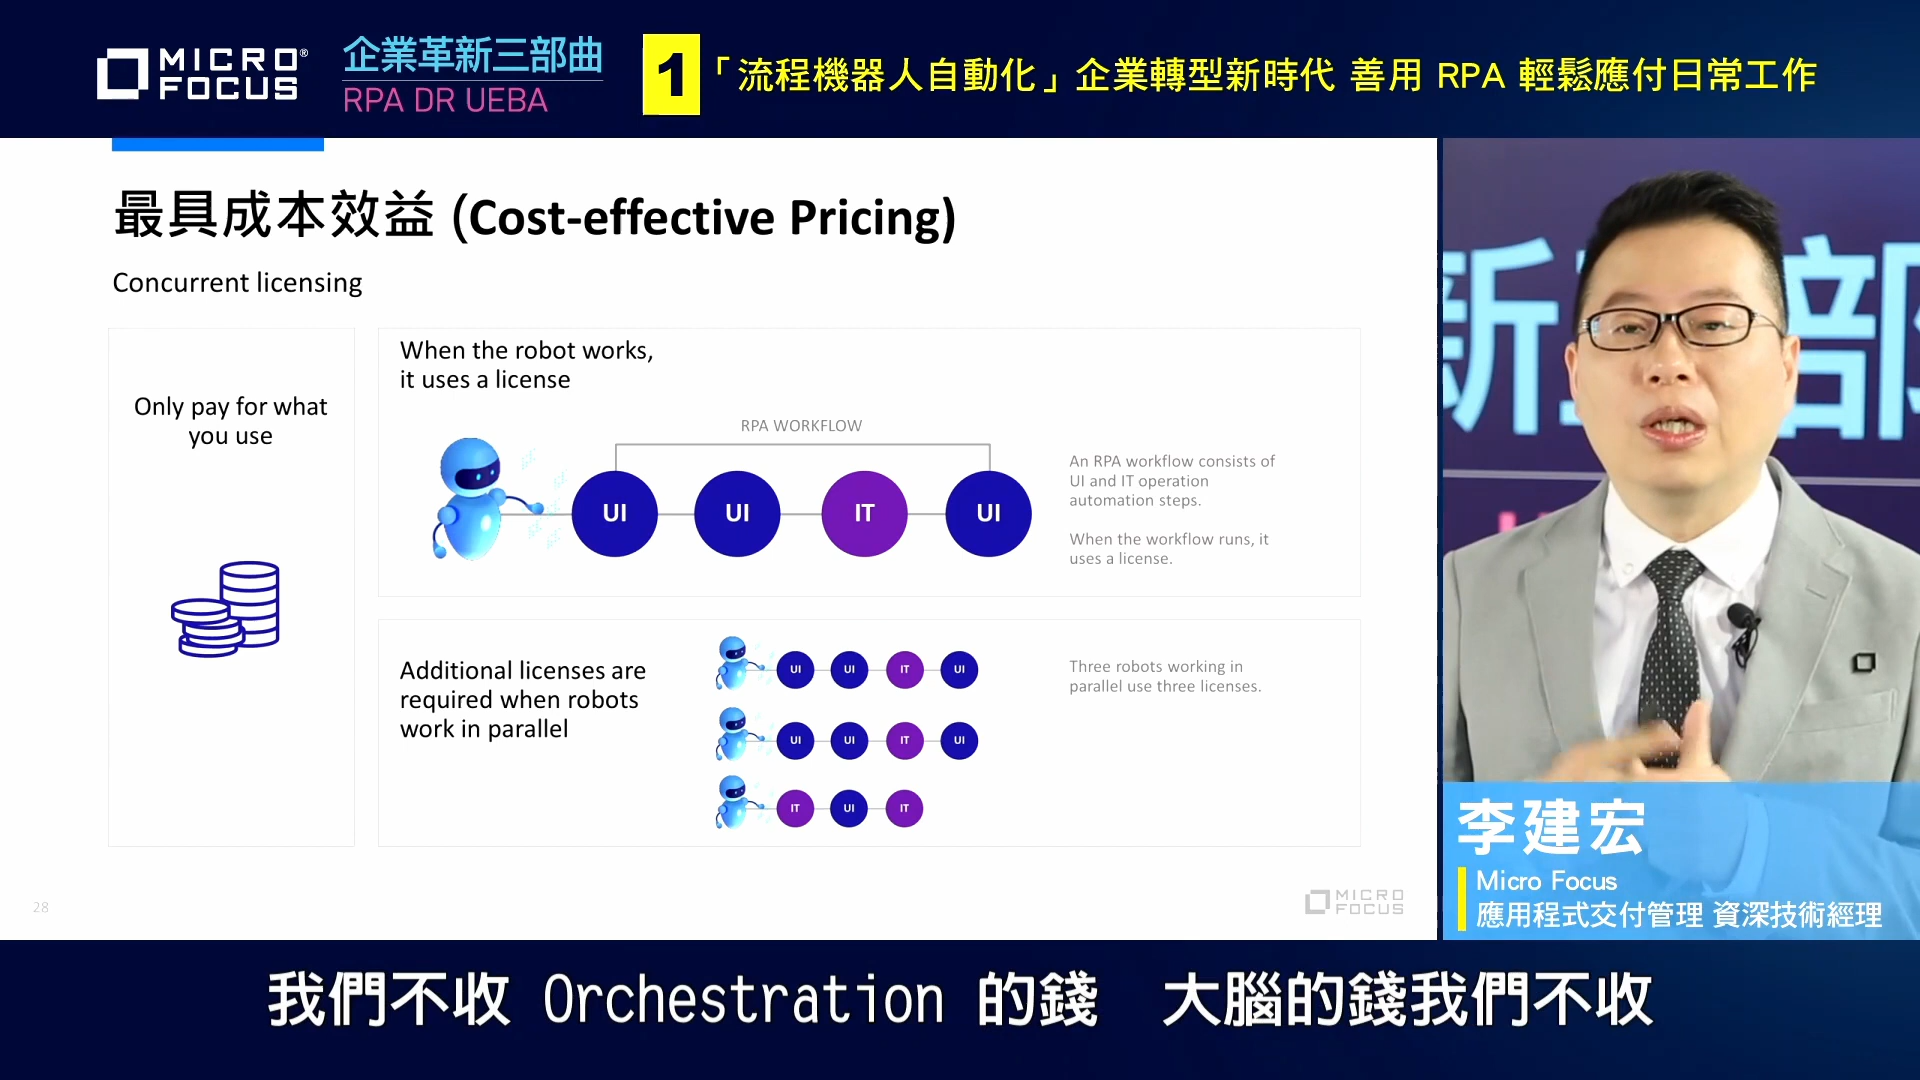 MICRO®
FOCUS
企業革新三部曲
RPA DR UEBA
1
「流程機器人自動化」企業轉型新時代 善用 RPA 輕鬆應付日常工作
最具成本效益 (Cost-effective Pricing)
Concurrent licensing
Only pay for what
you use
When the robot works,
it uses a license
RPA WORKFLOW
UI
UI
IT
UI
An RPA workflow consists of
UI and IT operation
automation steps.
When the workflow runs, it
uses a license.
Additional licenses are
required when robots
work in parallel
UI UI IT UI
UI UI IT UI
IT UI IT
Three robots working in
parallel use three licenses.
28
MICRO
FOCUS
新三部
李建宏
Micro Focus
應用程式交付管理 資深技術經理
我們不收 Orchestration 的錢 大腦的錢我們不收